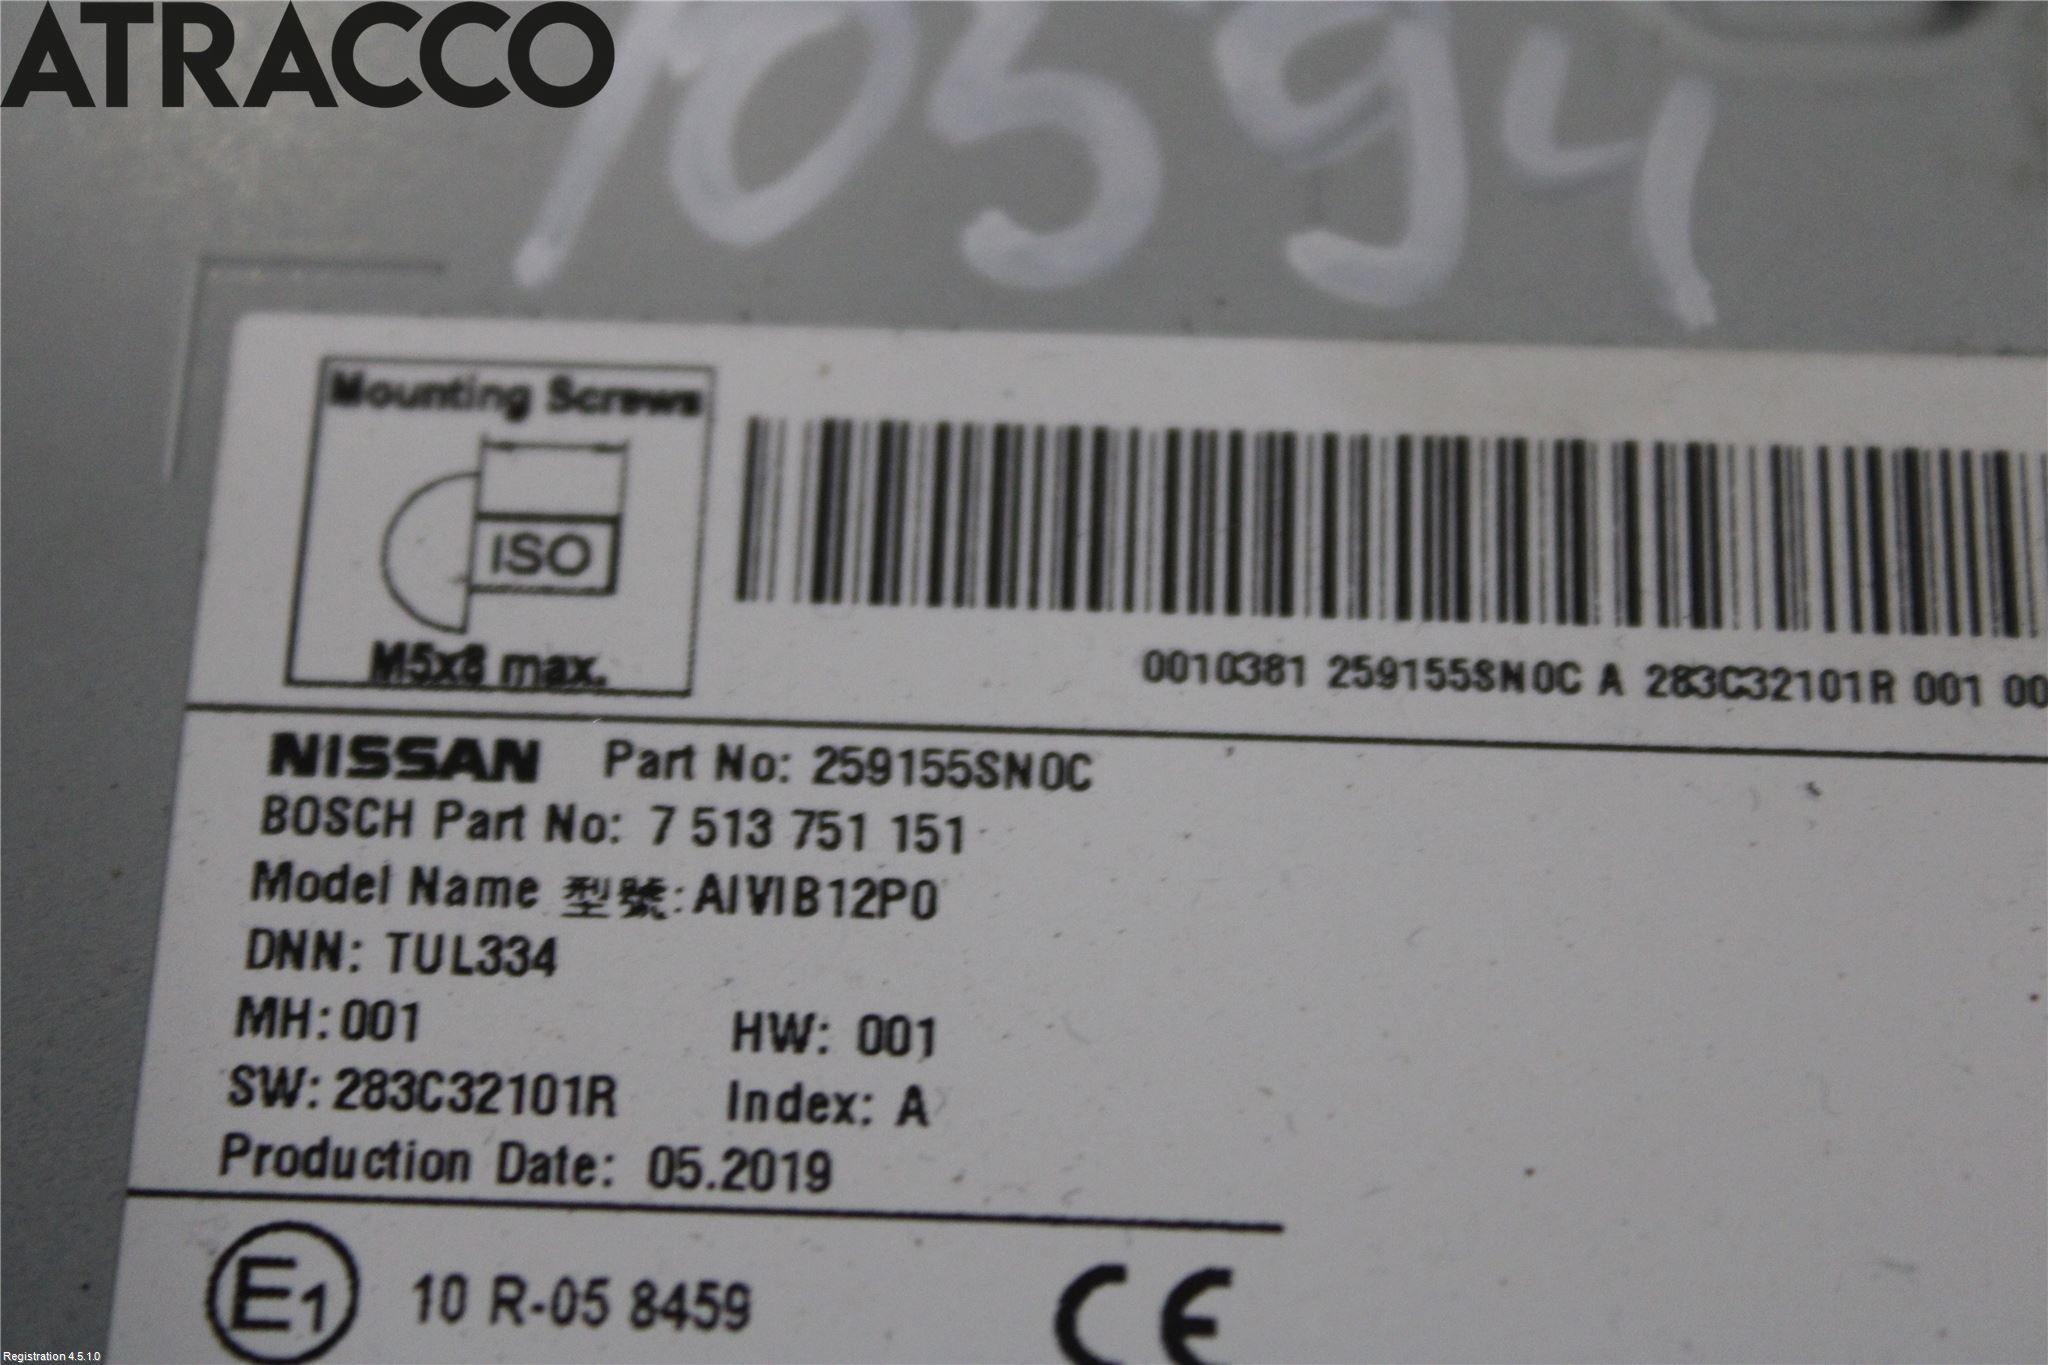 ATRACCO
10594
Mounting Screws
ISO
M5x8 max.
0010381 259155SN0C A 283C32101R 001 00
NISSAN Part No: 259155SN0C
BOSCH Part No: 7 513 751 151
Model Name 型號: AIVIB12P0
DNN: TUL334
MH: 001 HW: 001
SW: 283C32101R Index: A
Production Date: 05.2019
E1 10 R-05 8459 CE
Registration 4.5.1.0